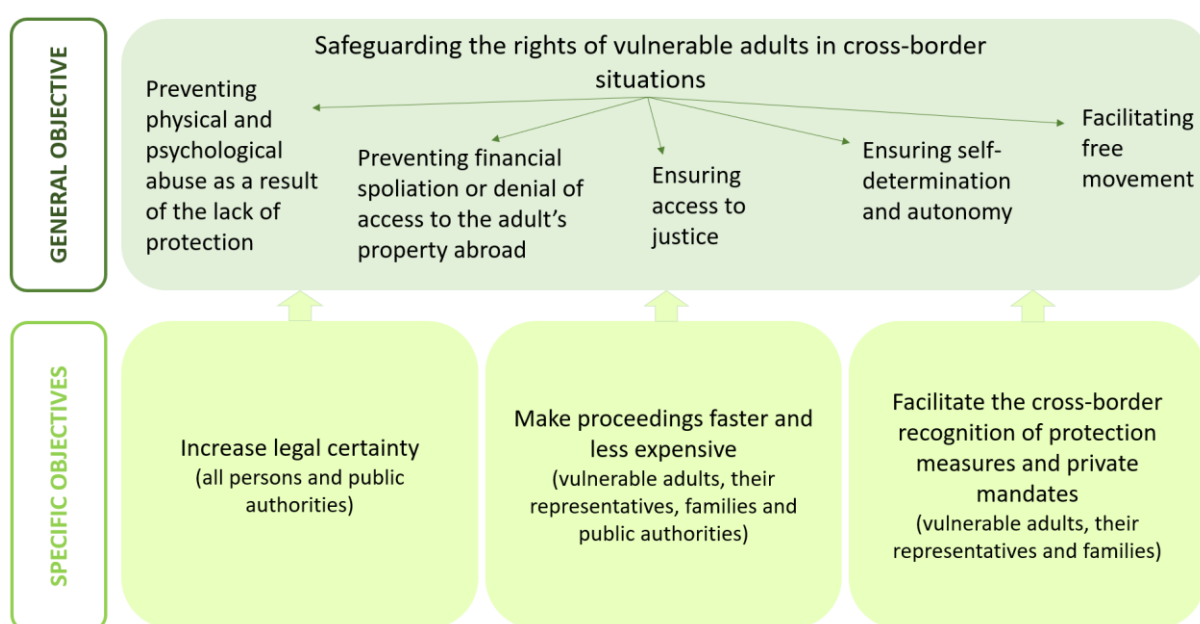 GENERAL OBJECTIVE
Safeguarding the rights of vulnerable adults in cross-border
situations
Preventing
physical and
psychological
abuse as a result
of the lack of
protection
Preventing financial
spoliation or denial of
access to the adult's
property abroad
Ensuring
access to
justice
Ensuring self-
determination
and autonomy
Facilitating
free
movement
SPECIFIC OBJECTIVES
Increase legal certainty
(all persons and public
authorities)
Make proceedings faster and
less expensive
(vulnerable adults, their
representatives, families and
public authorities)
Facilitate the cross-border
recognition of protection
measures and private
mandates
(vulnerable adults, their
representatives and families)